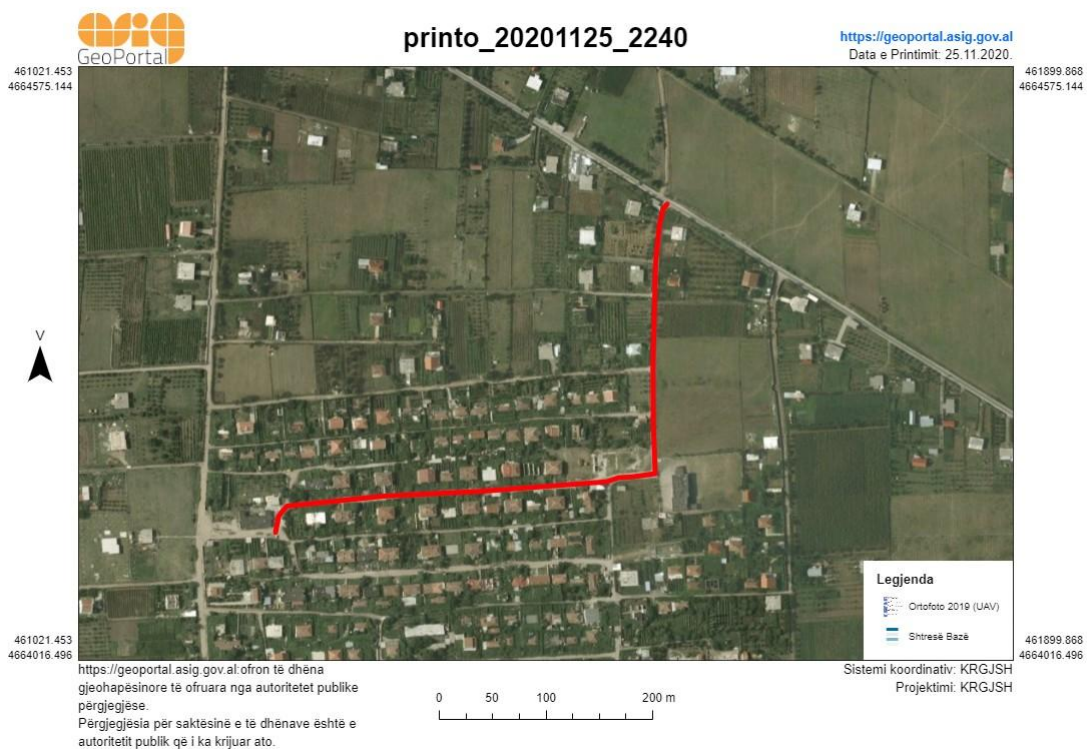 asig
GeoPortal
printo_20201125_2240
https://geoportal.asig.gov.al
Data e Printimit: 25.11.2020.
461021.453
4664575.144
461899.868
4664575.144
V
Legjenda
Ortofoto 2019 (UAV)
Shtresë Bazë
461021.453
4664016.496
461899.868
4664016.496
https://geoportal.asig.gov.al:ofron të dhëna
gjeohapësinore të ofruara nga autoritetet publike
përgjegjëse.
Përgjegjësia për saktësinë e të dhënave është e
autoritetit publik që i ka krijuar ato.
0 50 100 200 m
Sistemi koordinativ: KRGJSH
Projektimi: KRGJSH